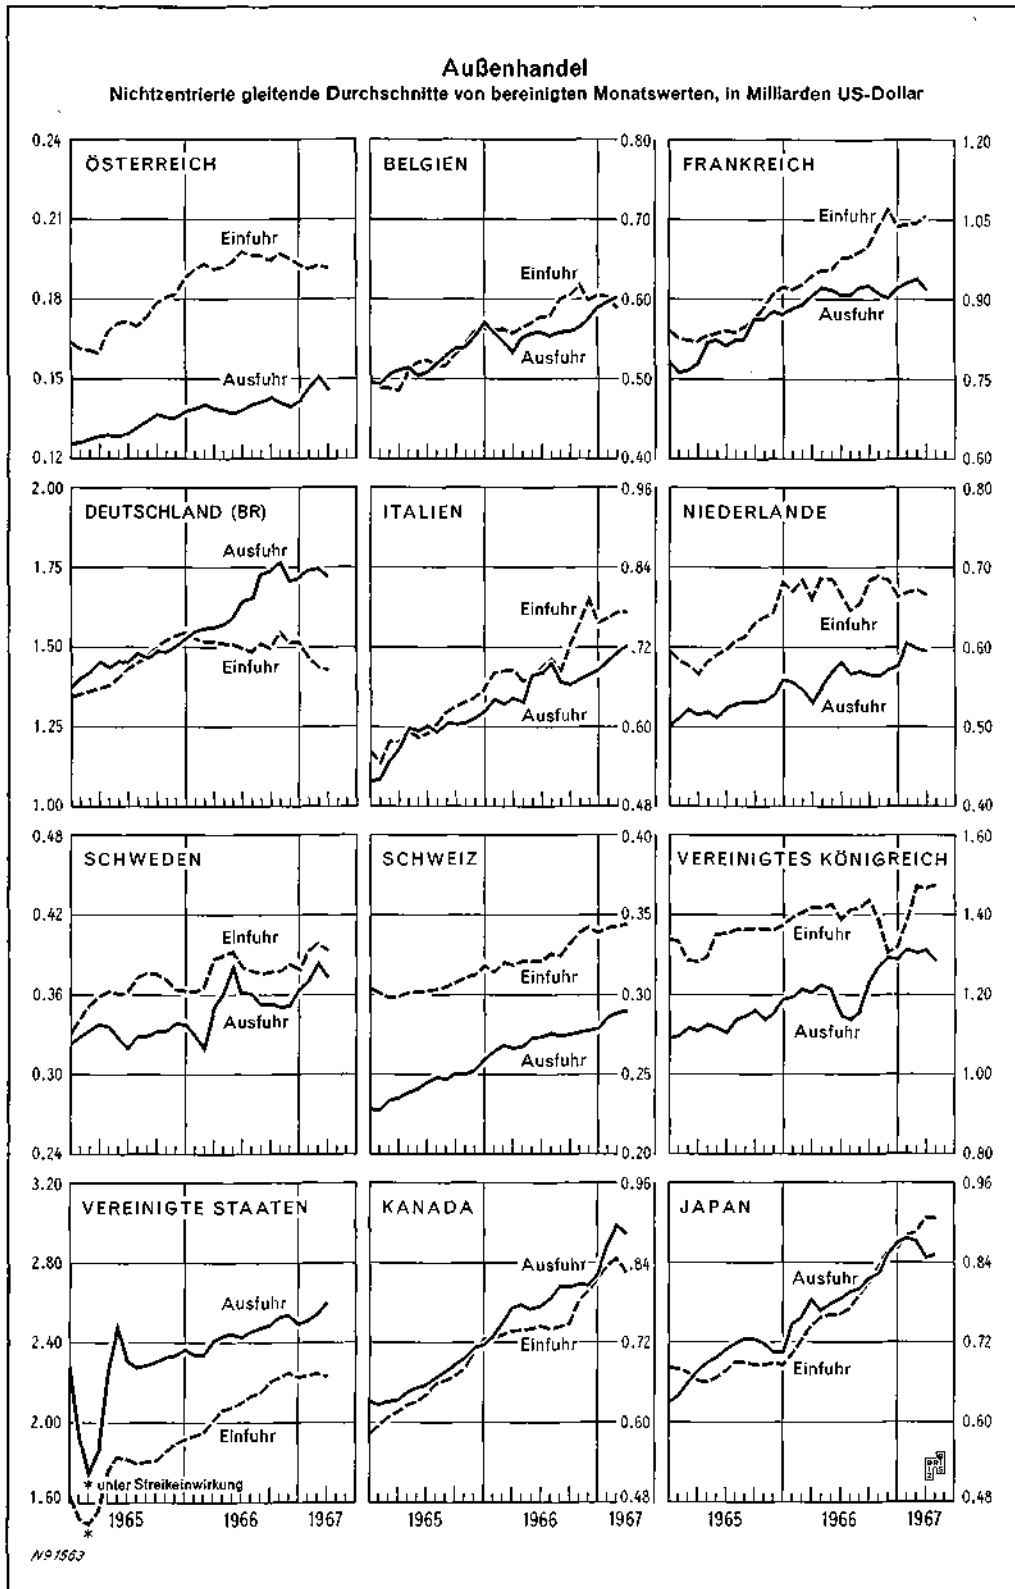 Außenhandel
Nichtzentrierte gleitende Durchschnitte von bereinigten Monatswerten, in Milliarden US-Dollar
0.24 0.80 1.20
ÖSTERREICH BELGIEN FRANKREICH
0.21 0.70 1.05
Einfuhr Einfuhr Einfuhr
0.18 0.60 0.90
Ausfuhr Ausfuhr Ausfuhr
0.15 0.50 0.75
0.12 0.40 0.60
2.00 0.96 0.80
DEUTSCHLAND (BR) ITALIEN NIEDERLANDE
Ausfuhr
1.75 0.84 0.70
Einfuhr Einfuhr
1.50 0.72 0.60
Einfuhr Ausfuhr Ausfuhr
1.25 0.60 0.50
1.00 0.48 0.40
0.48 0.40 1.60
SCHWEDEN SCHWEIZ VEREINIGTES KÖNIGREICH
0.42 0.35 1.40
Einfuhr Einfuhr Einfuhr
0.36 0.30 1.20
Ausfuhr Ausfuhr Ausfuhr
0.30 0.25 1.00
0.24 0.20 0.80
3.20 0.96 0.96
VEREINIGTE STAATEN KANADA JAPAN
2.80 .84 0.84
Ausfuhr Ausfuhr Ausfuhr
2.40 0.72 0.72
Einfuhr Einfuhr Einfuhr
2.00 0.60 0.60
* unter Streikeinwirkung
1.60 0.48 0.48
*
1965 1966 1967 1965 1966 1967 1965 1966 1967
N91563